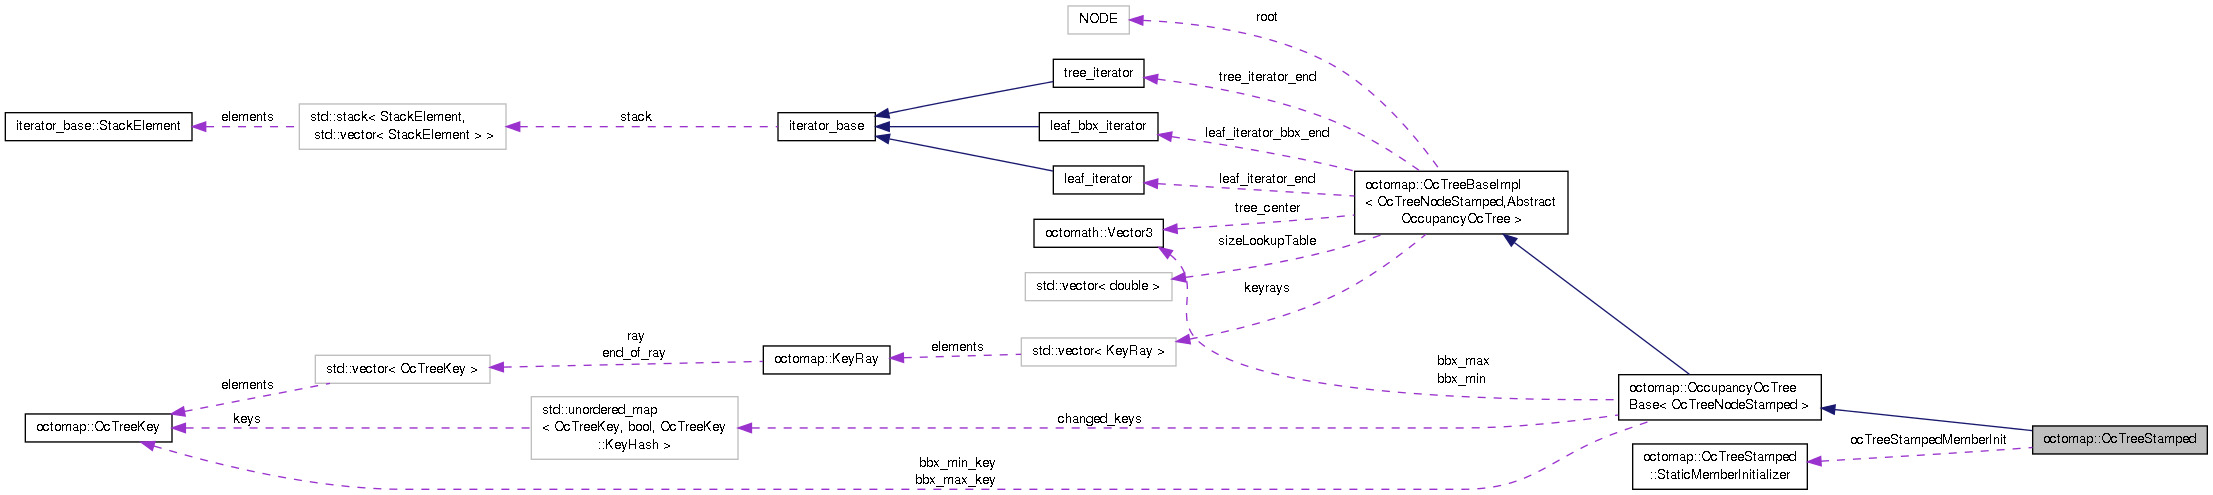 NODE
root
tree_iterator
tree_iterator_end
iterator_base::StackElement
elements
std::stack< StackElement,
std::vector< StackElement > >
stack
iterator_base
leaf_bbx_iterator
leaf_iterator_bbx_end
leaf_iterator
leaf_iterator_end
octomap::OcTreeBaseImpl
< OcTreeNodeStamped,Abstract
OccupancyOcTree >
octomath::Vector3
tree_center
sizeLookupTable
std::vector< double >
keyrays
ray
end_of_ray
std::vector< OcTreeKey >
octomap::KeyRay
elements
std::vector< KeyRay >
bbx_max
bbx_min
elements
octomap::OcTreeKey
keys
std::unordered_map
< OcTreeKey, bool, OcTreeKey
::KeyHash >
changed_keys
octomap::OccupancyOcTree
Base< OcTreeNodeStamped >
ocTreeStampedMemberInit
octomap::OcTreeStamped
bbx_min_key
bbx_max_key
octomap::OcTreeStamped
::StaticMemberInitializer